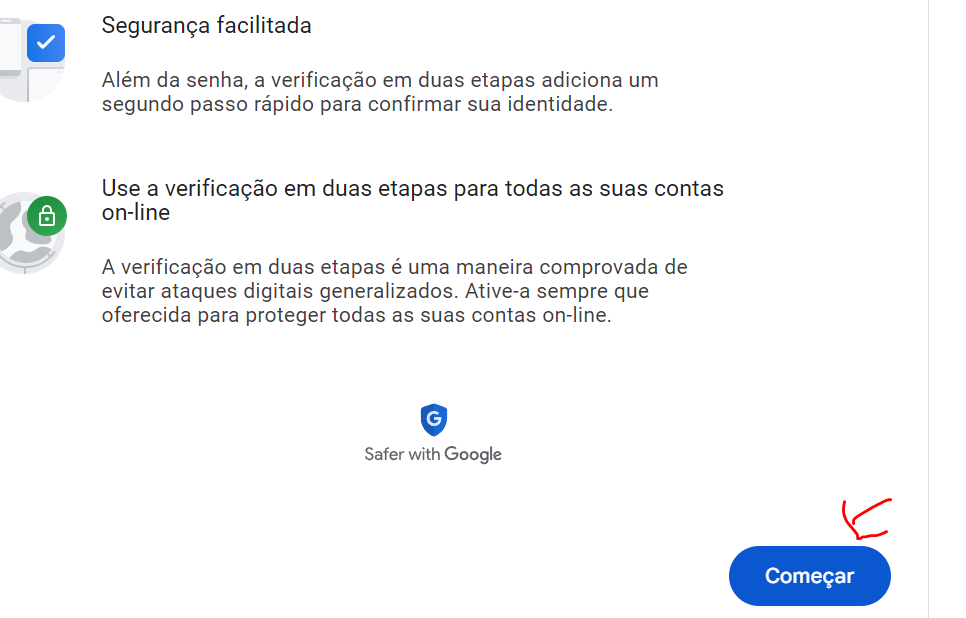 Segurança facilitada
Além da senha, a verificação em duas etapas adiciona um
segundo passo rápido para confirmar sua identidade.
Use a verificação em duas etapas para todas as suas contas
on-line
A verificação em duas etapas é uma maneira comprovada de
evitar ataques digitais generalizados. Ative-a sempre que
oferecida para proteger todas as suas contas on-line.
G
Safer with Google
Começar